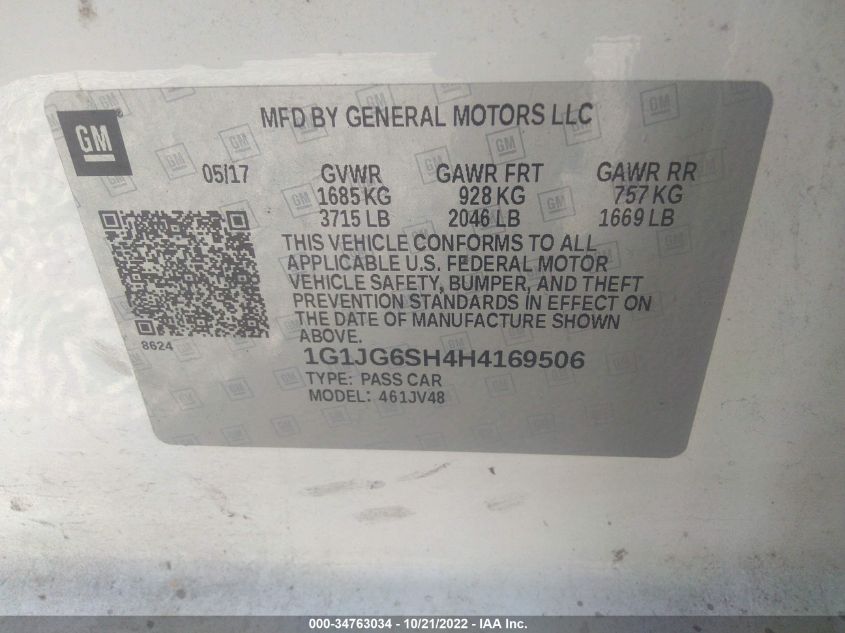 GM
MFD BY GENERAL MOTORS LLC
05/17 GVWR GAWR FRT GAWR RR
1685 KG 928 KG 757 KG
3715 LB 2046 LB 1669 LB
THIS VEHICLE CONFORMS TO ALL
APPLICABLE U.S. FEDERAL MOTOR
VEHICLE SAFETY, BUMPER, AND THEFT
PREVENTION STANDARDS IN EFFECT ON
THE DATE OF MANUFACTURE SHOWN
ABOVE.
8624
1G1JG6SH4H4169506
TYPE: PASS CAR
MODEL: 461JV48
000-34763034 - 10/21/2022 - IAA Inc.